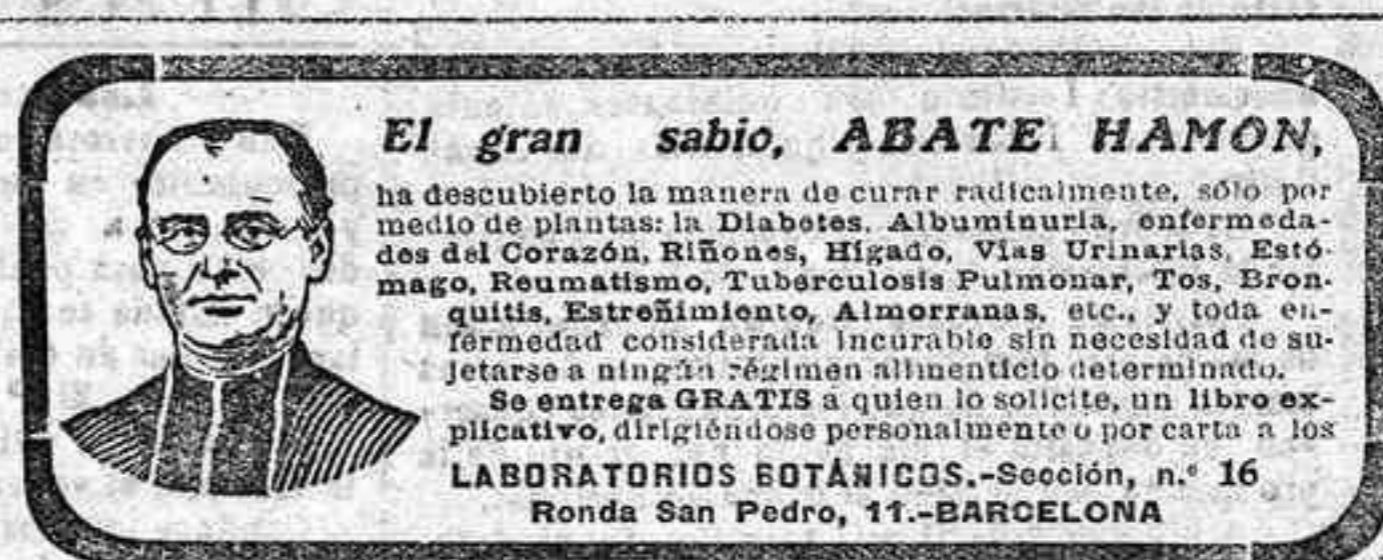 El gran sabio, ABATE HAMON,
ha descubierto la manera de curar radicalmente, sólo por
medio de plantas: la Diabetes, Albuminuria, enfermeda-
des del Corazón, Riñones, Hígado, Vías Urinarias, Estó-
mago, Reumatismo, Tuberculosis Pulmonar, Tos, Bron-
quitis, Estreñimiento, Almorranas, etc., y toda en-
fermedad considerada incurable sin necesidad de su-
jetarse a ningún régimen alimenticio determinado.
Se entrega GRATIS a quien lo solicite, un libro ex-
plicativo, dirigiéndose personalmente o por carta a los
LABORATORIOS BOTÁNICOS.-Sección, n.º 16
Ronda San Pedro, 11.-BARCELONA